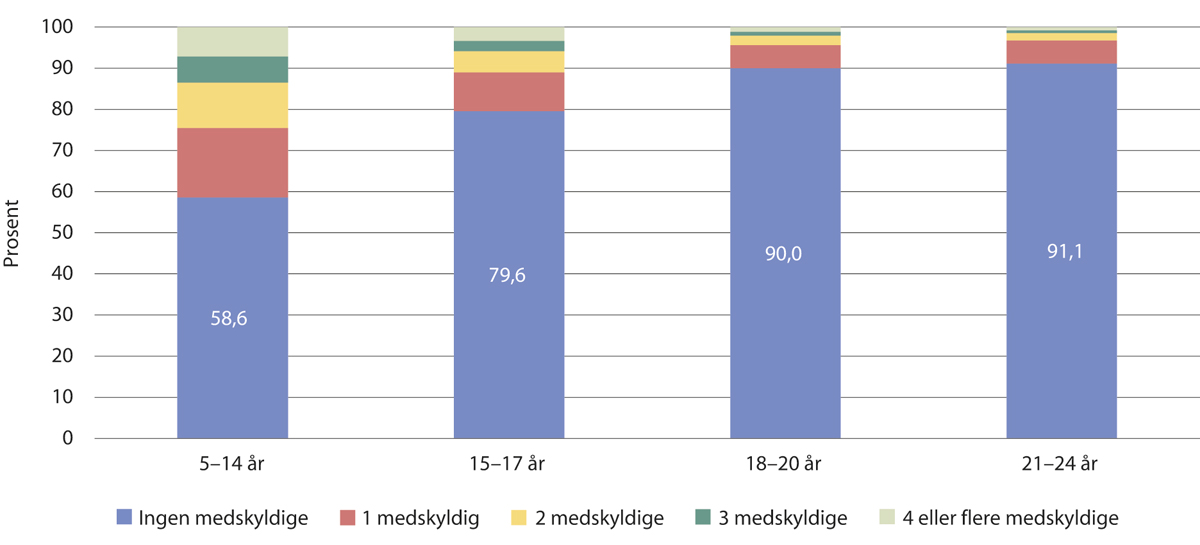 Prosent
100
90
80
70
60
50
40
30
20
10
0
58,6
79,6
90,0
91,1
5–14 år
15–17 år
18–20 år
21–24 år
Ingen medskyldige
1 medskyldig
2 medskyldige
3 medskyldige
4 eller flere medskyldige